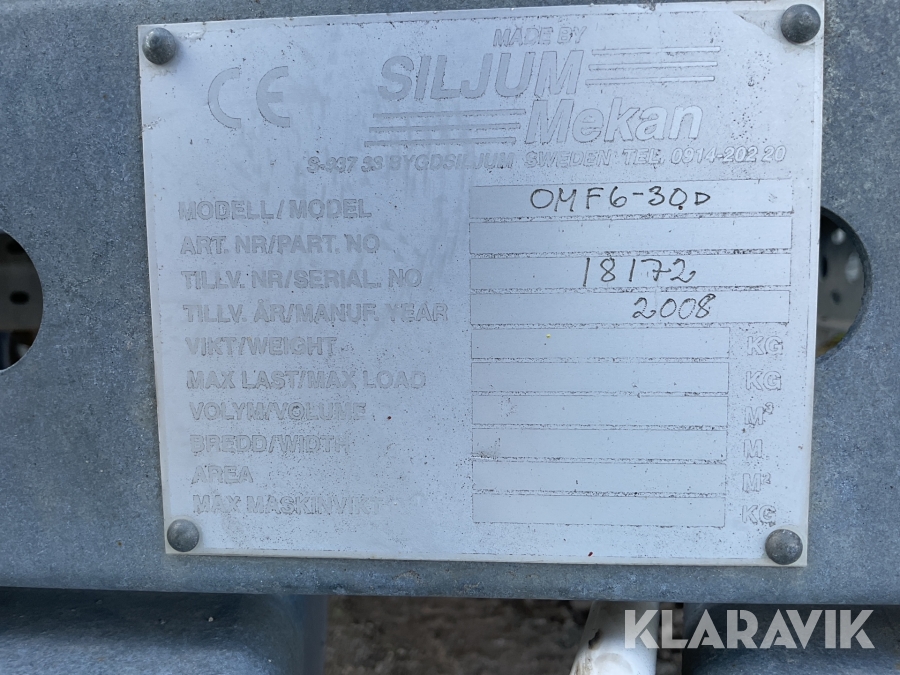 CE
MADE BY
SILJUM
Mekan
S-937 33 BYGDSILJUM SWEDEN TEL. 0914-202 20
MODELL/MODEL OMF6-30D
ART. NR/PART. NO
TILLV. NR/SERIAL. NO 18172
TILLV. ÅR/MANUF. YEAR 2008
VIKT/WEIGHT KG
MAX LAST/MAX LOAD KG
VOLYM/VOLUME M³
BREDD/WIDTH M
AREA M²
MAX MASKINVIKT KG
KLARAVIK